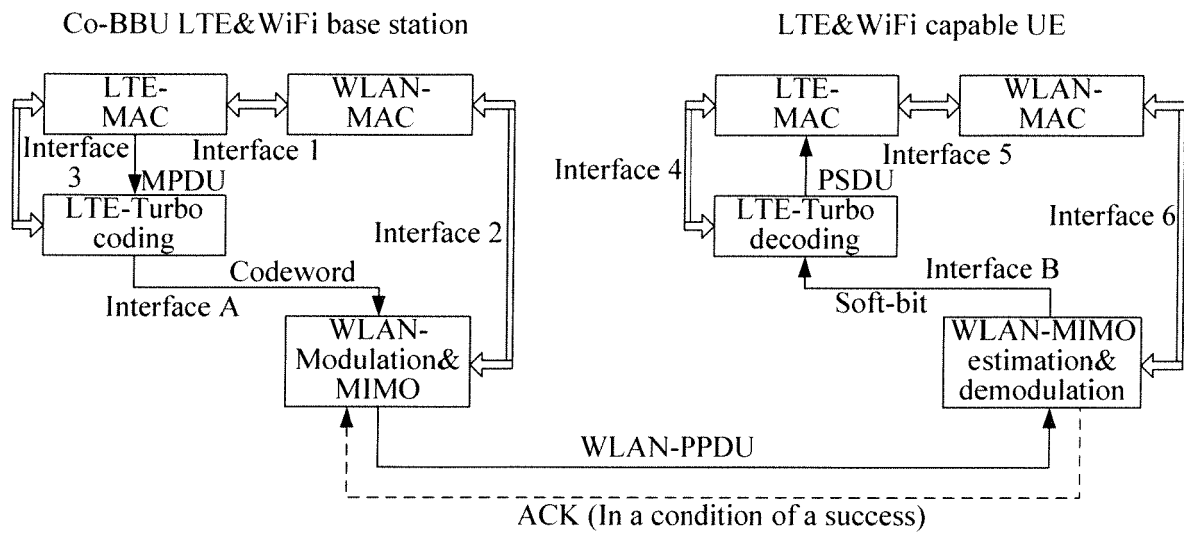 Co-BBU LTE&WiFi base station
LTE&WiFi capable UE
LTE-
MAC
WLAN-
MAC
Interface
3
Interface 1
MPDU
LTE-Turbo
coding
Interface 2
Codeword
Interface A
WLAN-
Modulation&
MIMO
LTE-
MAC
WLAN-
MAC
Interface 4
Interface 5
PSDU
LTE-Turbo
decoding
Interface 6
Interface B
Soft-bit
WLAN-MIMO
estimation&
demodulation
WLAN-PPDU
ACK (In a condition of a success)